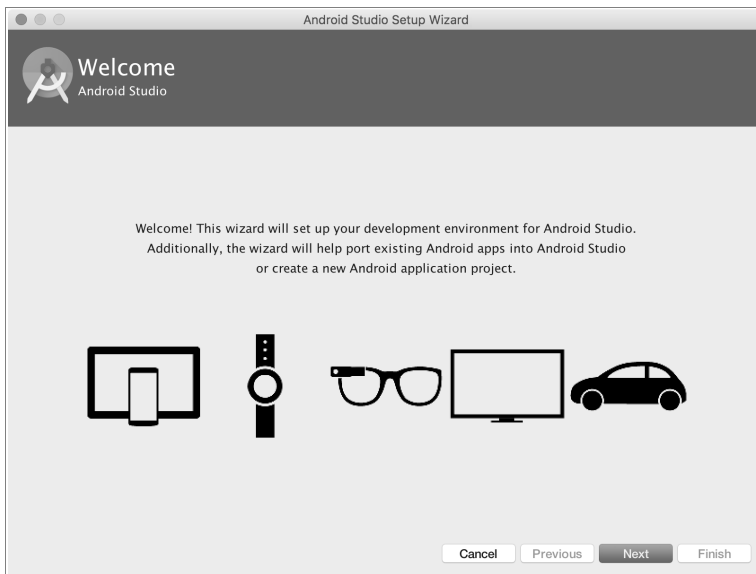 Android Studio Setup Wizard
Welcome
Android Studio
Welcome! This wizard will set up your development environment for Android Studio.
Additionally, the wizard will help port existing Android apps into Android Studio
or create a new Android application project.
Cancel Previous Next Finish